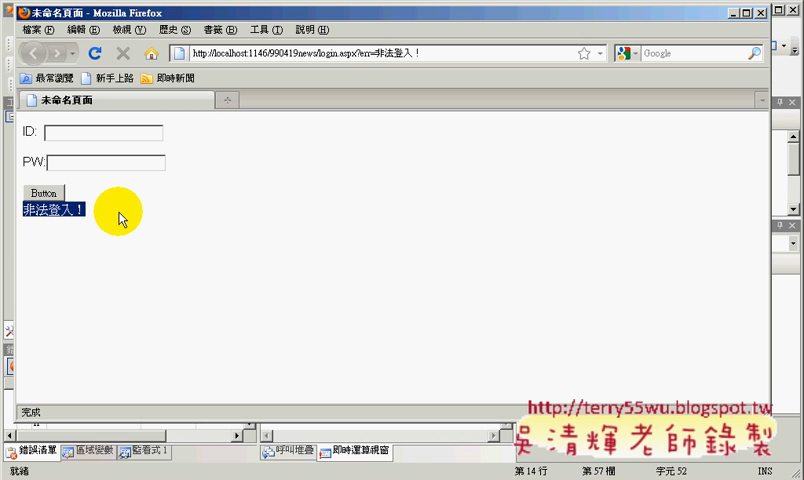 未命名頁面 - Mozilla Firefox
檔案(F) 編輯(E) 檢視(V) 歷史(S) 書籤(B) 工具(T) 說明(H)
http://localhost:1146/990419news/login.aspx?err=非法登入！
Google
最常瀏覽 新手上路 即時新聞
未命名頁面
ID:
PW:
Button
非法登入！
完成
http://terry55wu.blogspot.tw
吳清輝老師錄製
錯誤清單 區域變數 監看式 1 呼叫堆疊 即時運算視窗
就緒 第 14 行 第 57 欄 字元 52 INS